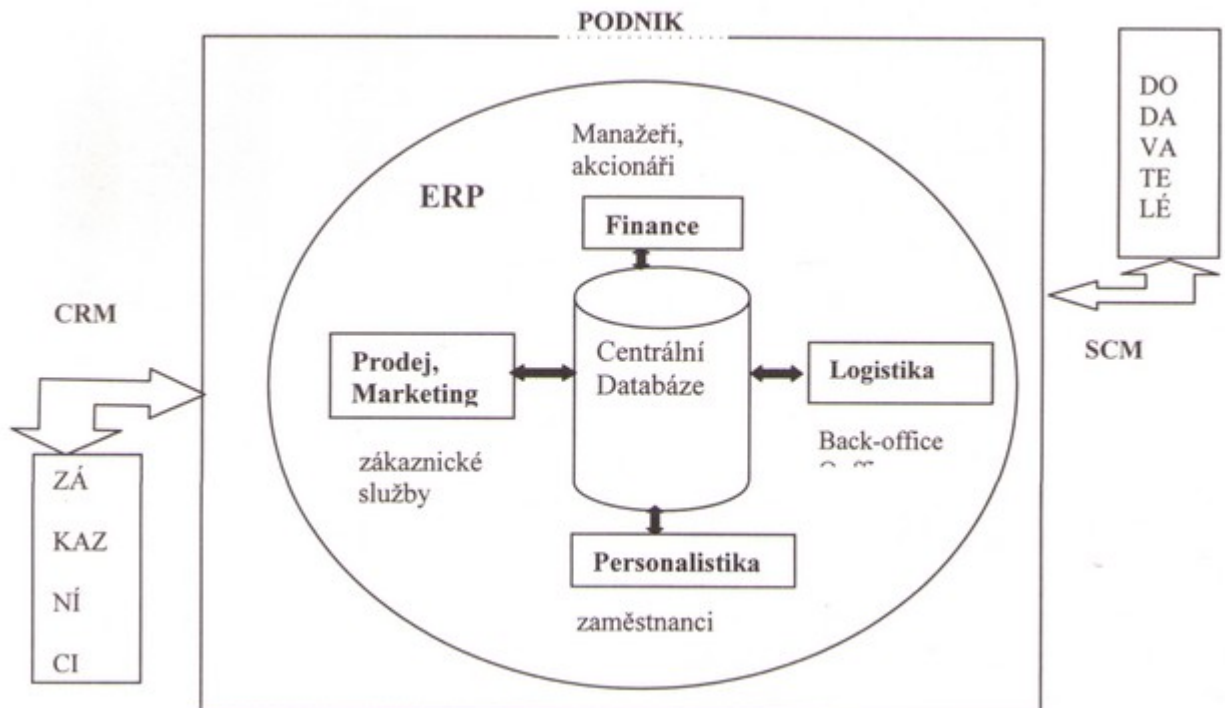 PODNIK
DO
DA
VA
TE
LÉ
Manažeři,
akcionáři
ERP
Finance
CRM
SCM
Centrální
Databáze
Prodej,
Marketing
Logistika
zákaznické
služby
Back-office
ZÁ
KAZ
NÍ
CI
Personalistika
zaměstnanci